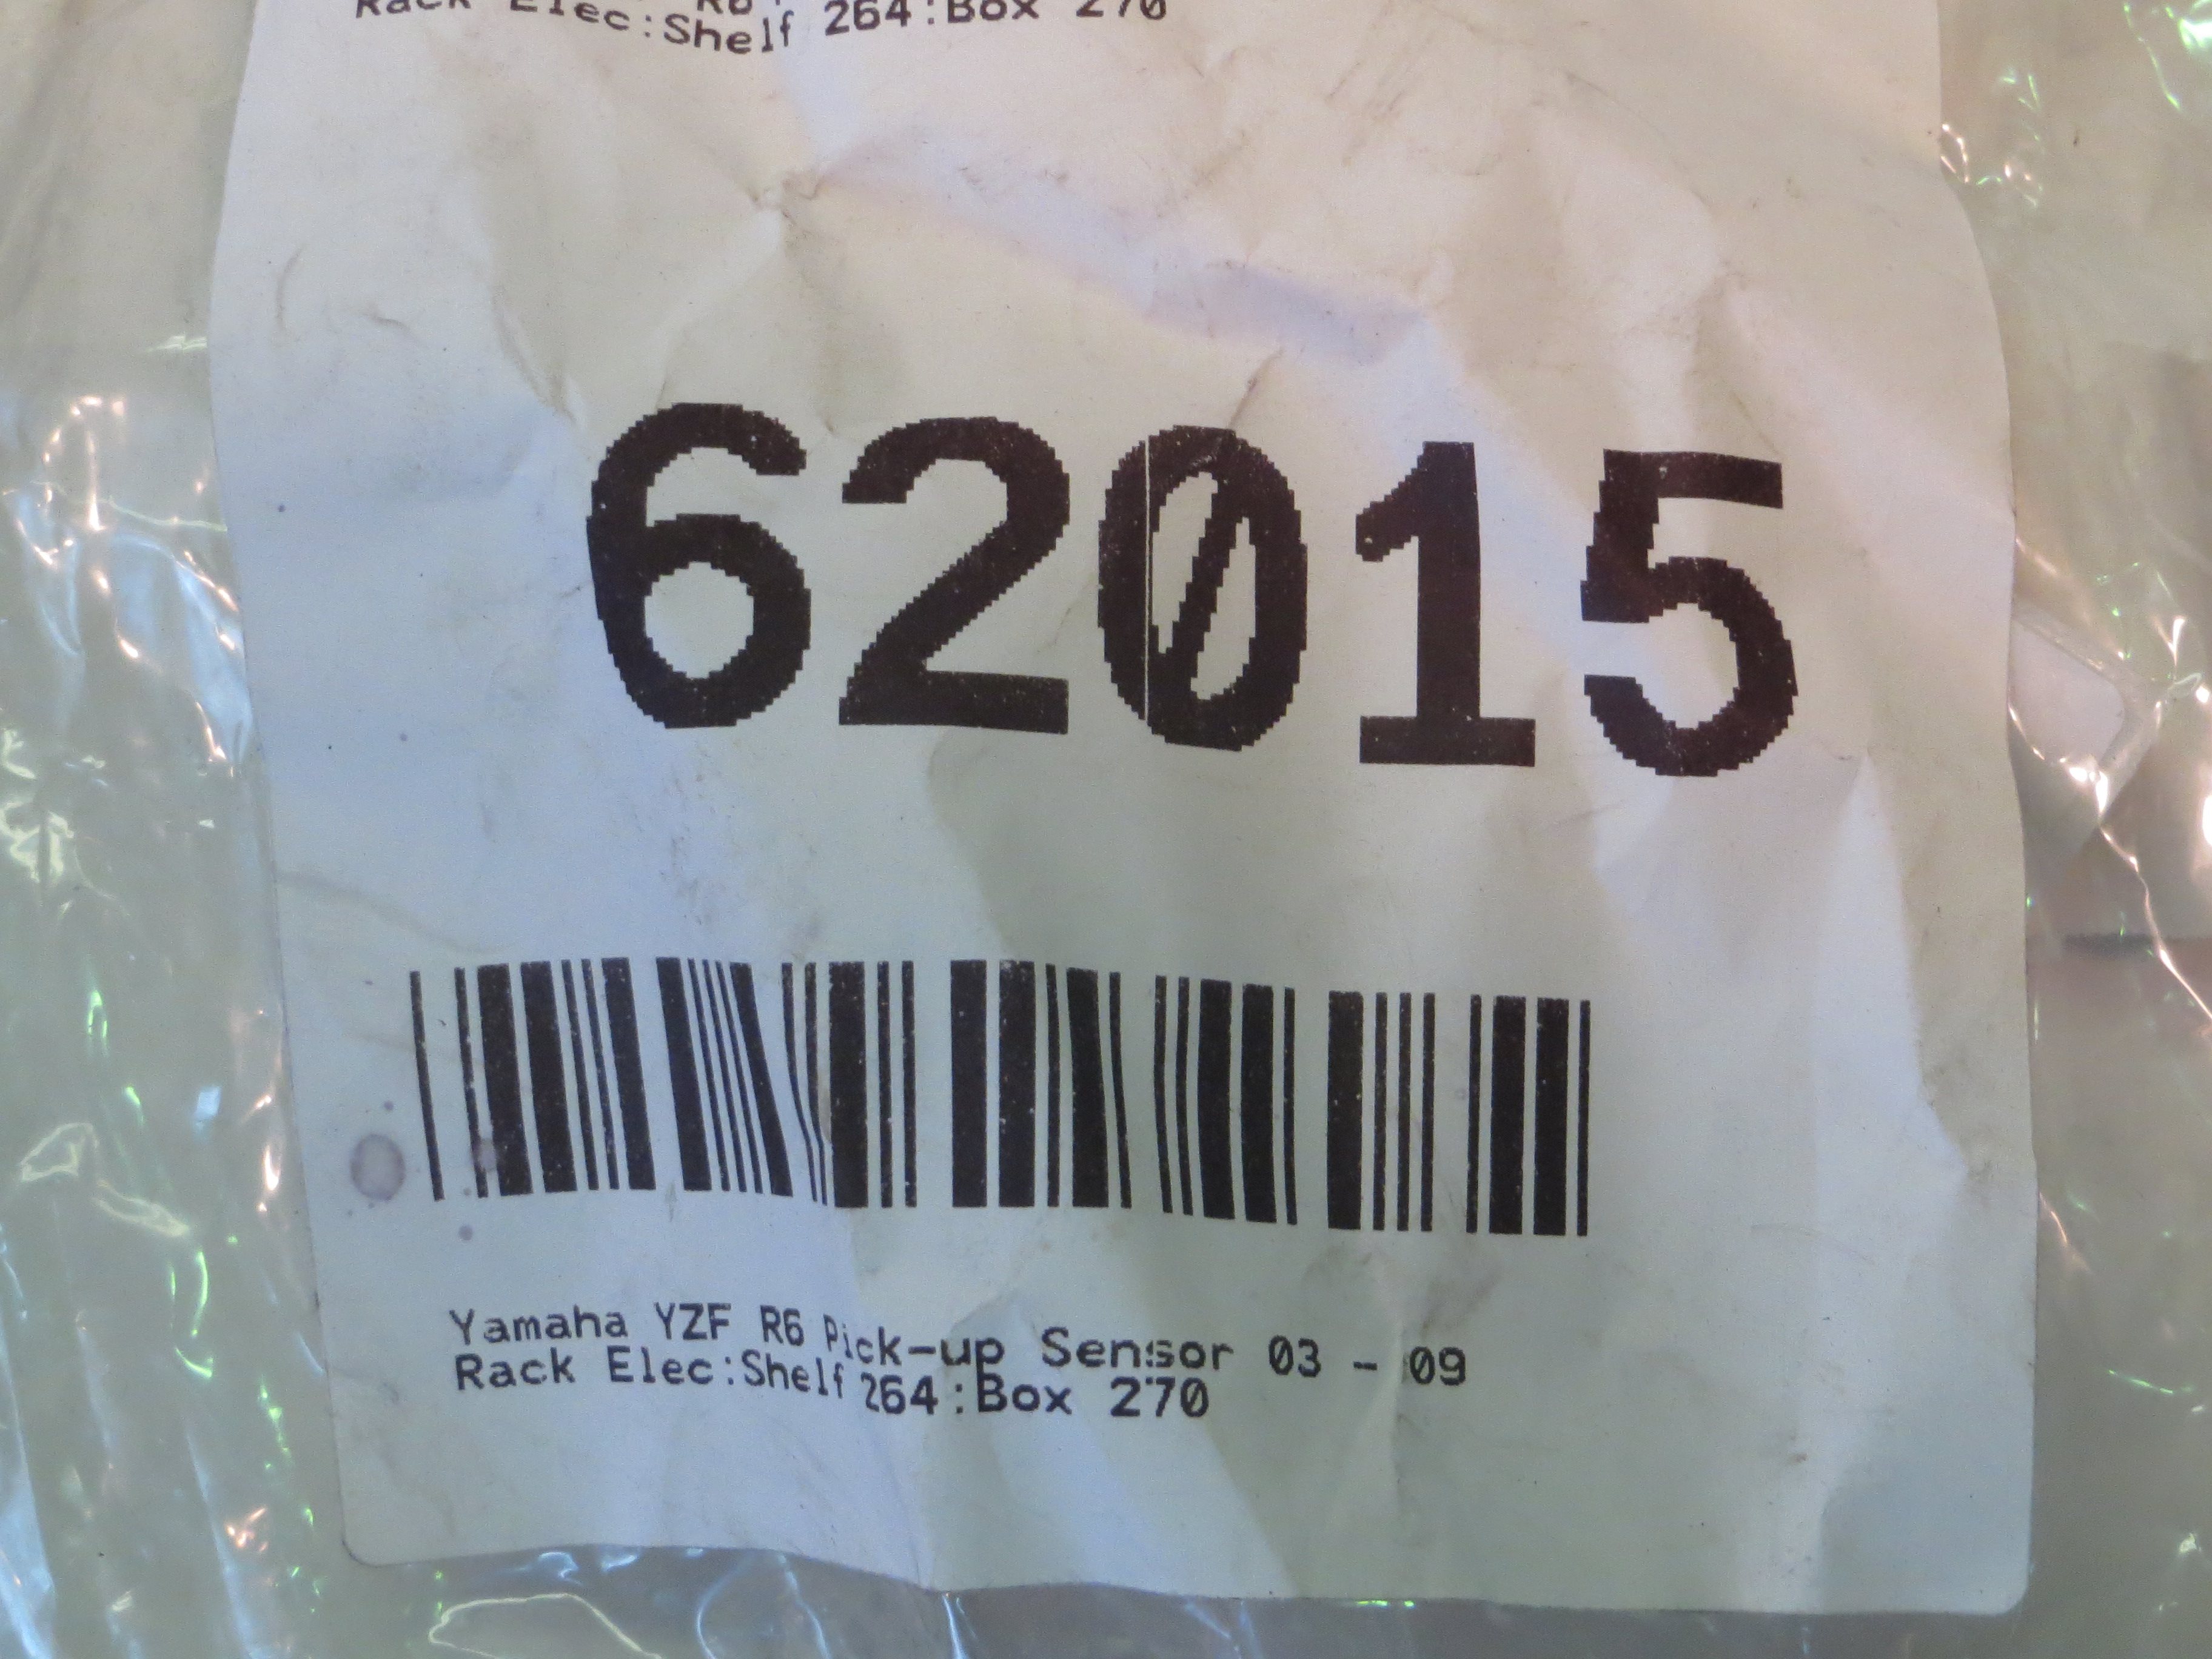 Rack Elec:Shelf 264:Box 270
62015
Yamaha YZF R6 Pick-up Sensor 03 - 09
Rack Elec:Shelf 264:Box 270